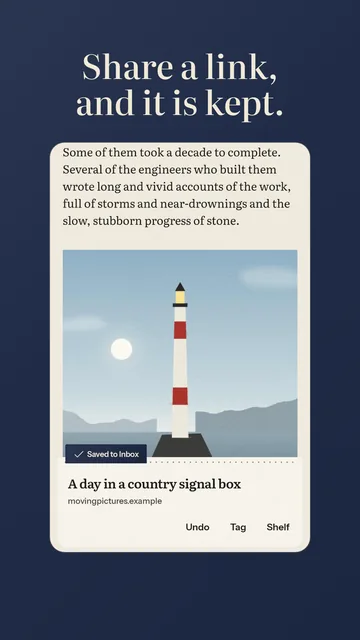 Share a link,
and it is kept.
Some of them took a decade to complete.
Several of the engineers who built them
wrote long and vivid accounts of the work,
full of storms and near-drownings and the
slow, stubborn progress of stone.
Saved to Inbox
A day in a country signal box
movingpictures.example
Undo Tag Shelf